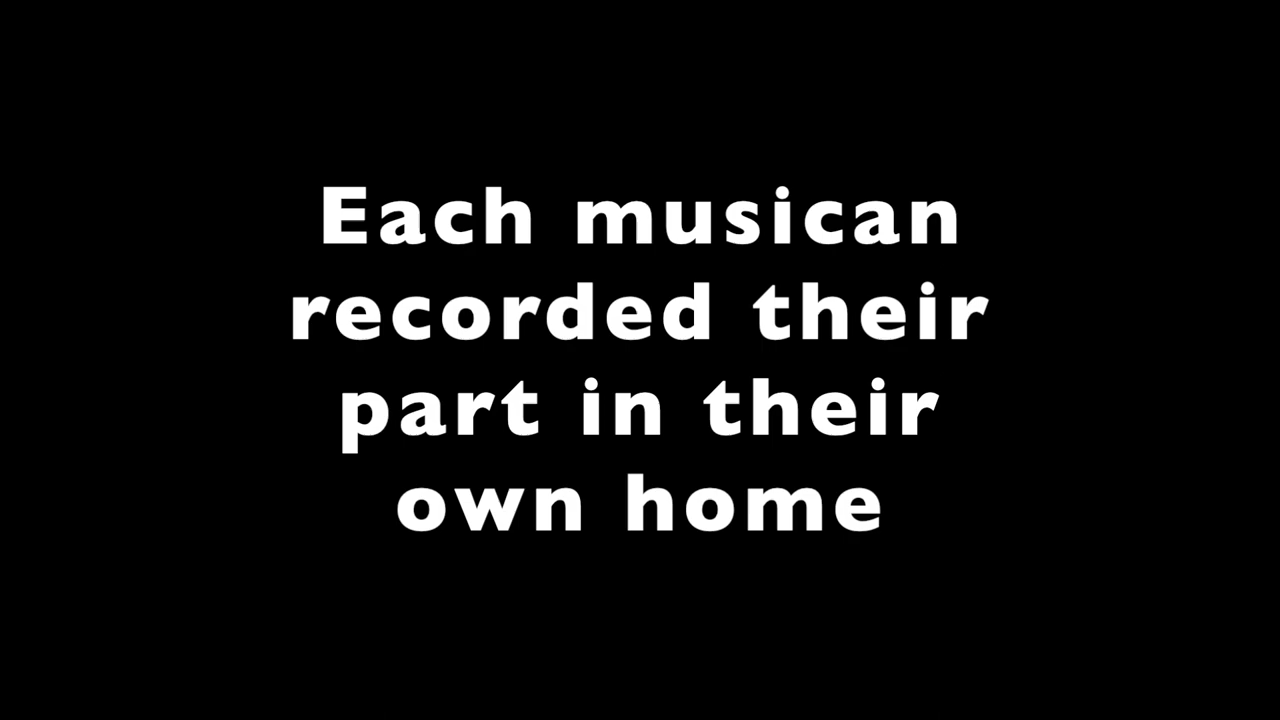 Each musican
recorded their
part in their
own home